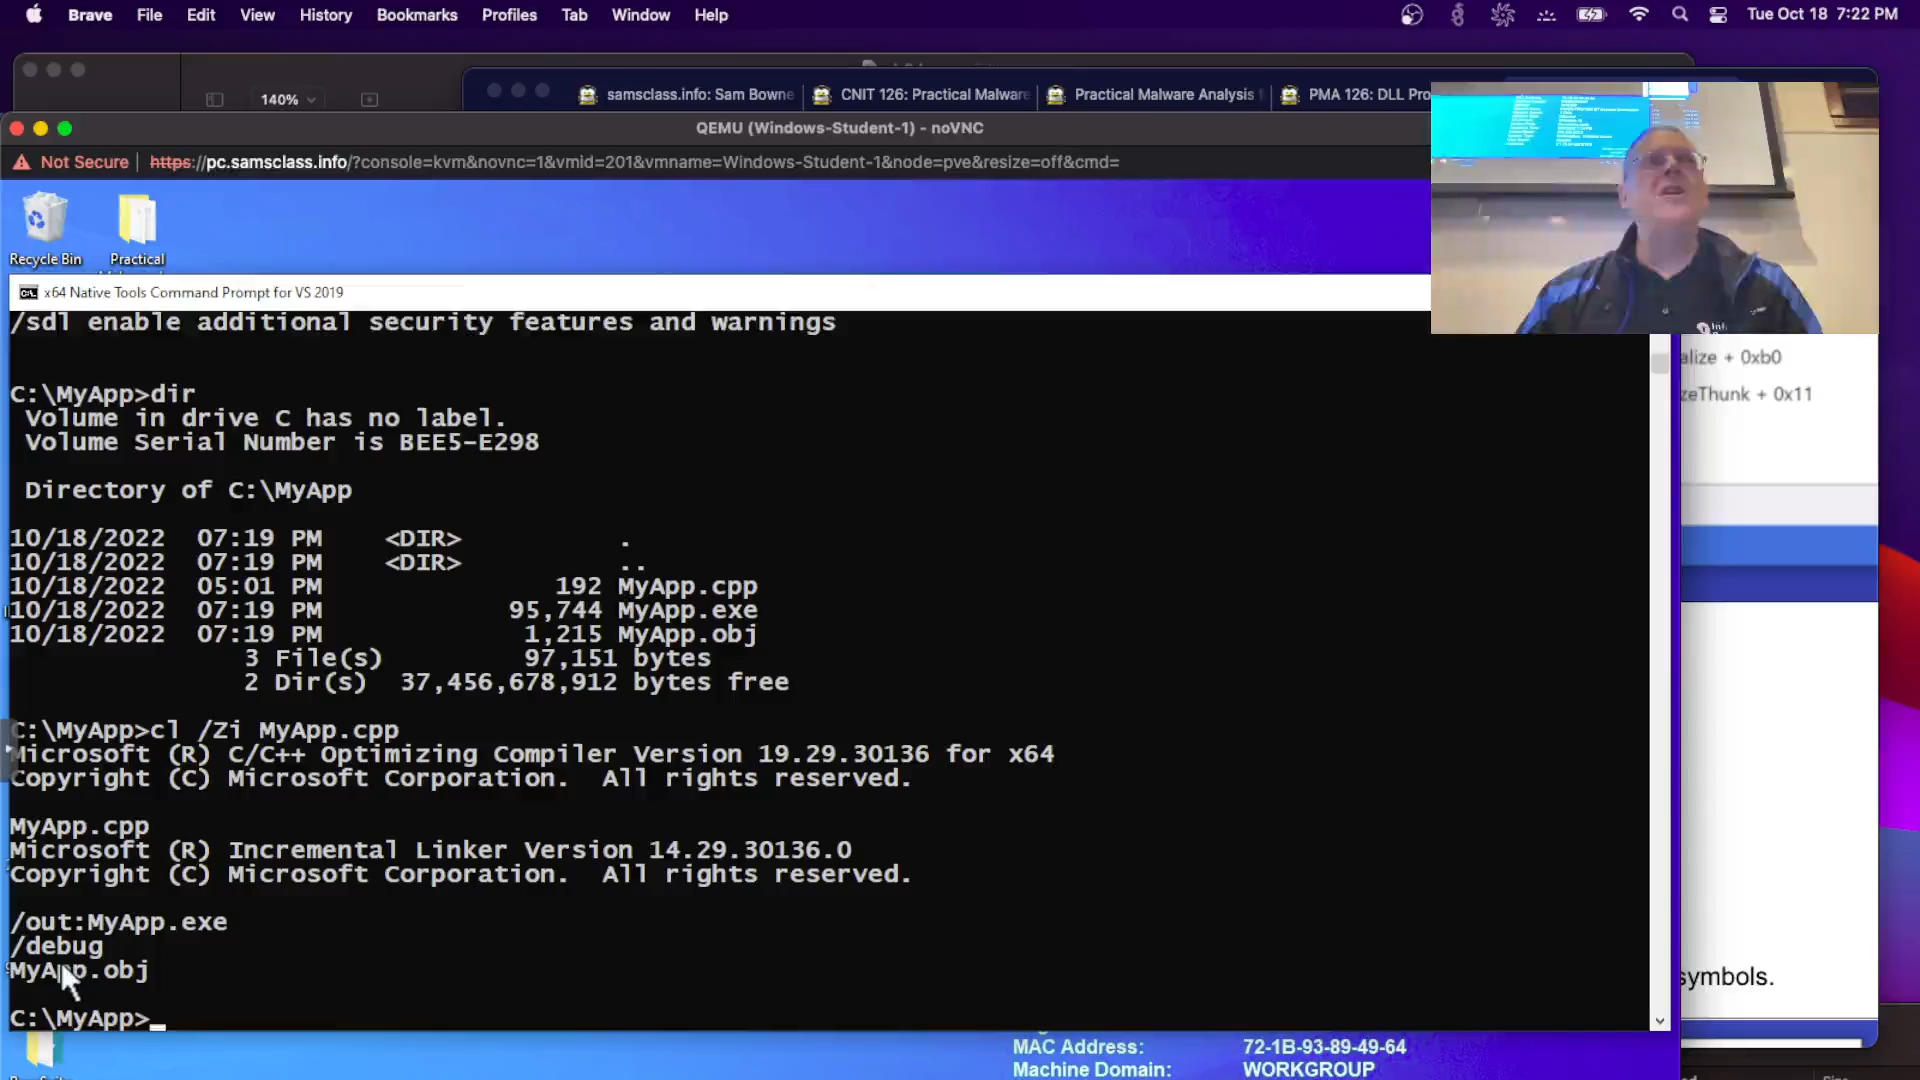 Brave File Edit View History Bookmarks Profiles Tab Window Help Tue Oct 18 7:22 PM
140% samsclass.info: Sam Bowne CNIT 126: Practical Malware Practical Malware Analysis PMA 126: DLL Pro
QEMU (Windows-Student-1) - noVNC
Not Secure https://pc.samsclass.info/?console=kvm&novnc=1&vmid=201&vmname=Windows-Student-1&node=pve&resize=off&cmd=
Recycle Bin Practical
x64 Native Tools Command Prompt for VS 2019
/sdl enable additional security features and warnings
alize + 0xb0
zeThunk + 0x11
C:\MyApp>dir
Volume in drive C has no label.
Volume Serial Number is BEE5-E298
Directory of C:\MyApp
10/18/2022 07:19 PM <DIR> .
10/18/2022 07:19 PM <DIR> ..
10/18/2022 05:01 PM 192 MyApp.cpp
10/18/2022 07:19 PM 95,744 MyApp.exe
10/18/2022 07:19 PM 1,215 MyApp.obj
3 File(s) 97,151 bytes
2 Dir(s) 37,456,678,912 bytes free
C:\MyApp>cl /Zi MyApp.cpp
Microsoft (R) C/C++ Optimizing Compiler Version 19.29.30136 for x64
Copyright (C) Microsoft Corporation. All rights reserved.
MyApp.cpp
Microsoft (R) Incremental Linker Version 14.29.30136.0
Copyright (C) Microsoft Corporation. All rights reserved.
/out:MyApp.exe
/debug
MyApp.obj
symbols.
C:\MyApp>
MAC Address: 72-1B-93-89-49-64
Machine Domain: WORKGROUP